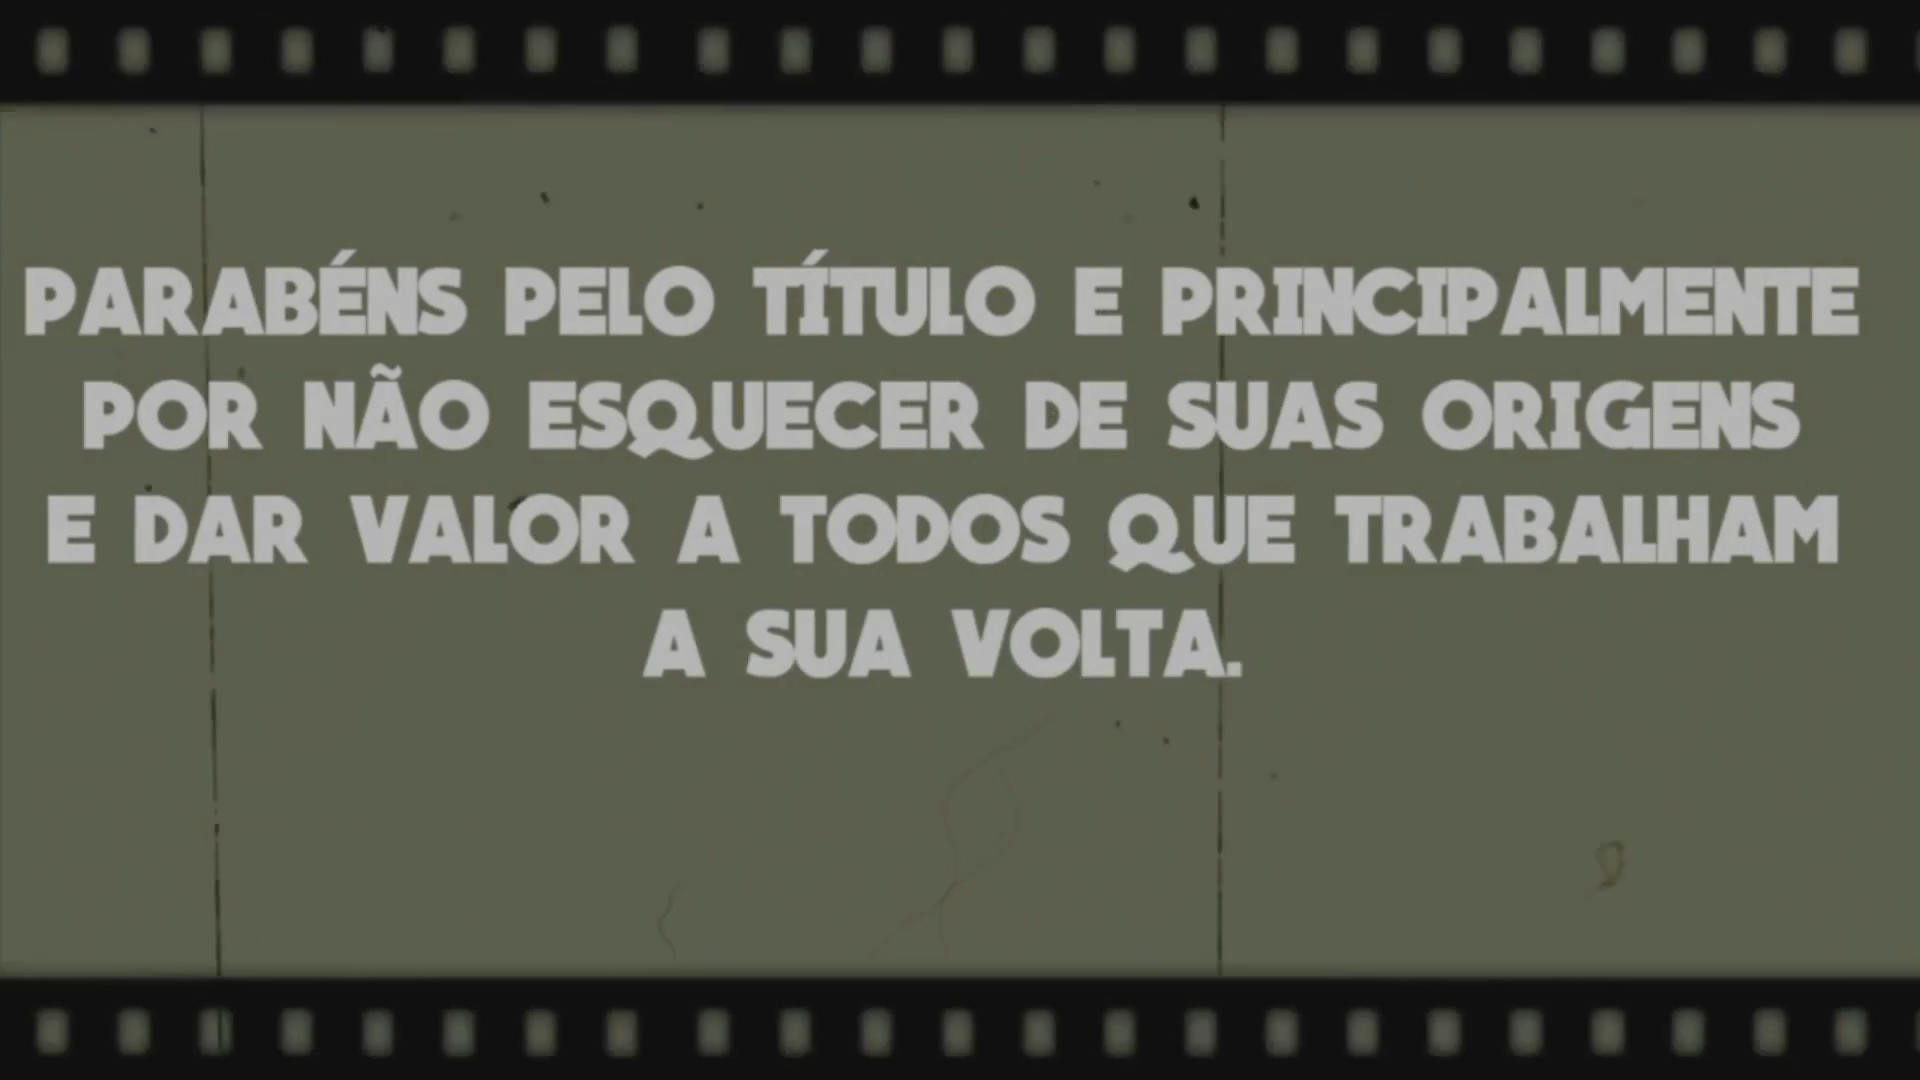 PARABÉNS PELO TÍTULO E PRINCIPALMENTE
POR NÃO ESQUECER DE SUAS ORIGENS
E DAR VALOR A TODOS QUE TRABALHAM
A SUA VOLTA.